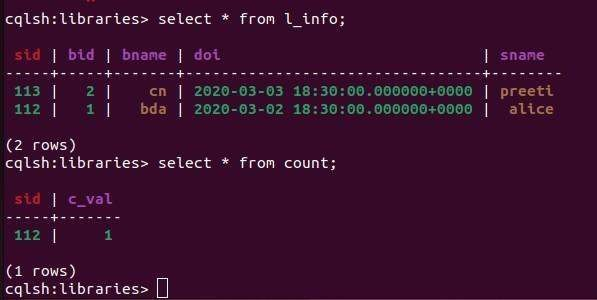 cqlsh:libraries> select * from l_info;
 sid | bid | bname | doi                             | sname
-----+-----+-------+---------------------------------+--------
 113 |   2 |    cn | 2020-03-03 18:30:00.000000+0000 | preeti
 112 |   1 |   bda | 2020-03-02 18:30:00.000000+0000 |  alice
(2 rows)
cqlsh:libraries> select * from count;
 sid | c_val
-----+-------
 112 |     1
(1 rows)
cqlsh:libraries>